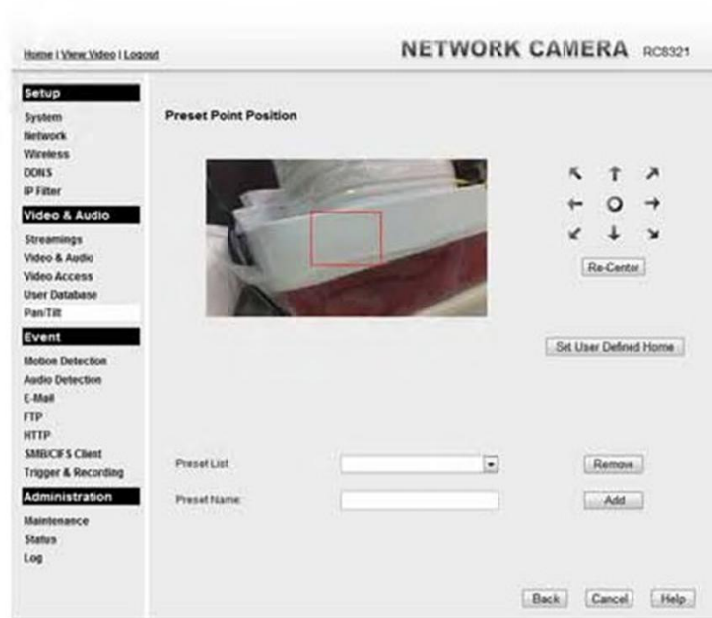 Home | View Video | Logout
NETWORK CAMERA RC8321
Setup
System
Network
Wireless
DDNS
IP Filter
Video & Audio
Streamings
Video & Audio
Video Access
User Database
Pan/Tilt
Event
Motion Detection
Audio Detection
E-Mail
FTP
HTTP
SMB/CIFS Client
Trigger & Recording
Administration
Maintenance
Status
Log
Preset Point Position
Re-Center
Set User Defined Home
Preset List
Remove
Preset Name:
Add
Back Cancel Help